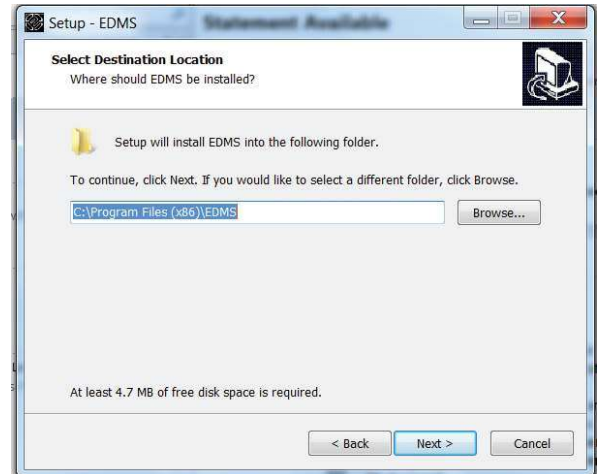 Setup - EDMS
Statement Available
Select Destination Location
Where should EDMS be installed?
Setup will install EDMS into the following folder.
To continue, click Next. If you would like to select a different folder, click Browse.
C:\Program Files (x86)\EDMS
Browse...
At least 4.7 MB of free disk space is required.
< Back
Next >
Cancel